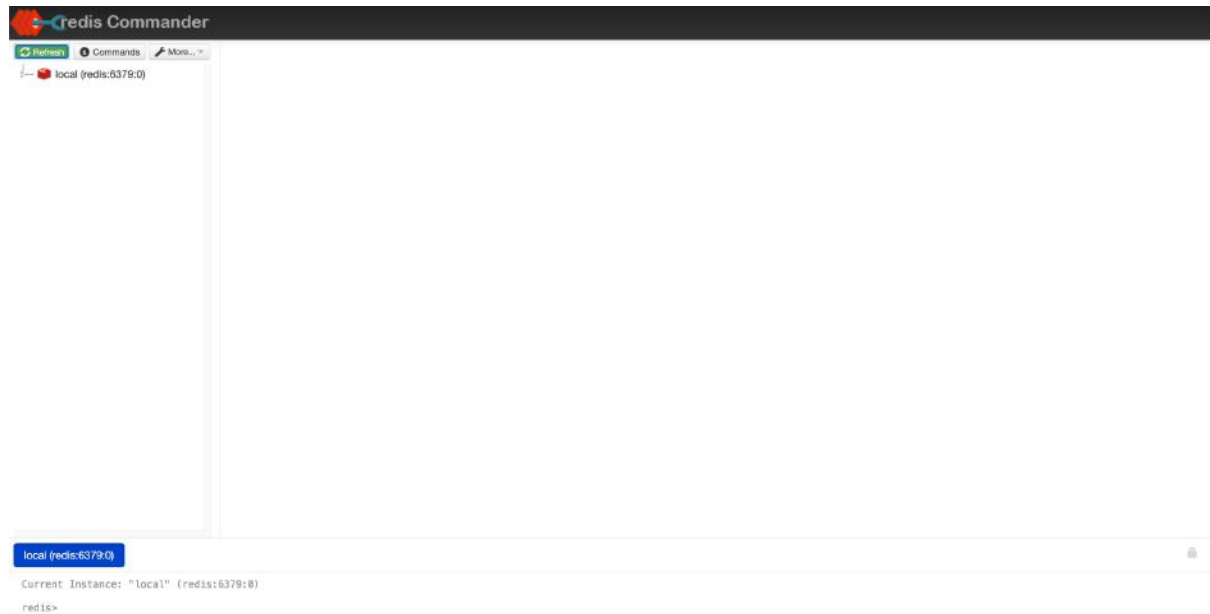 redis Commander
Refresh Commands More...
local (redis:6379:0)
local (redis:6379:0)
Current Instance: "local" (redis:6379:0)
redis>